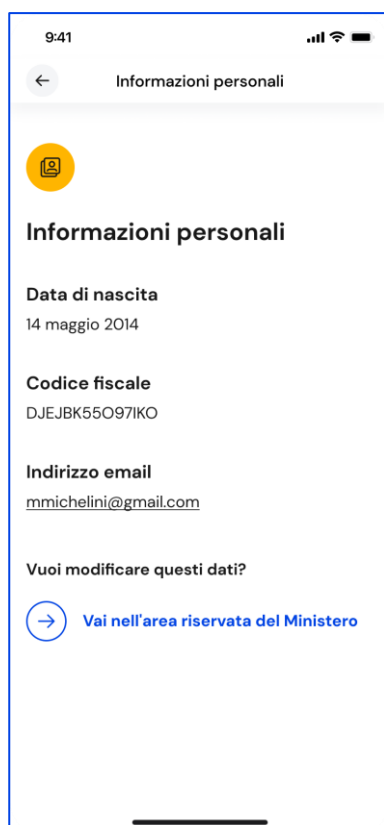 9:41
Informazioni personali
Informazioni personali
Data di nascita
14 maggio 2014
Codice fiscale
DJEJBK55O97IKO
Indirizzo email
mmichelini@gmail.com
Vuoi modificare questi dati?
Vai nell'area riservata del Ministero